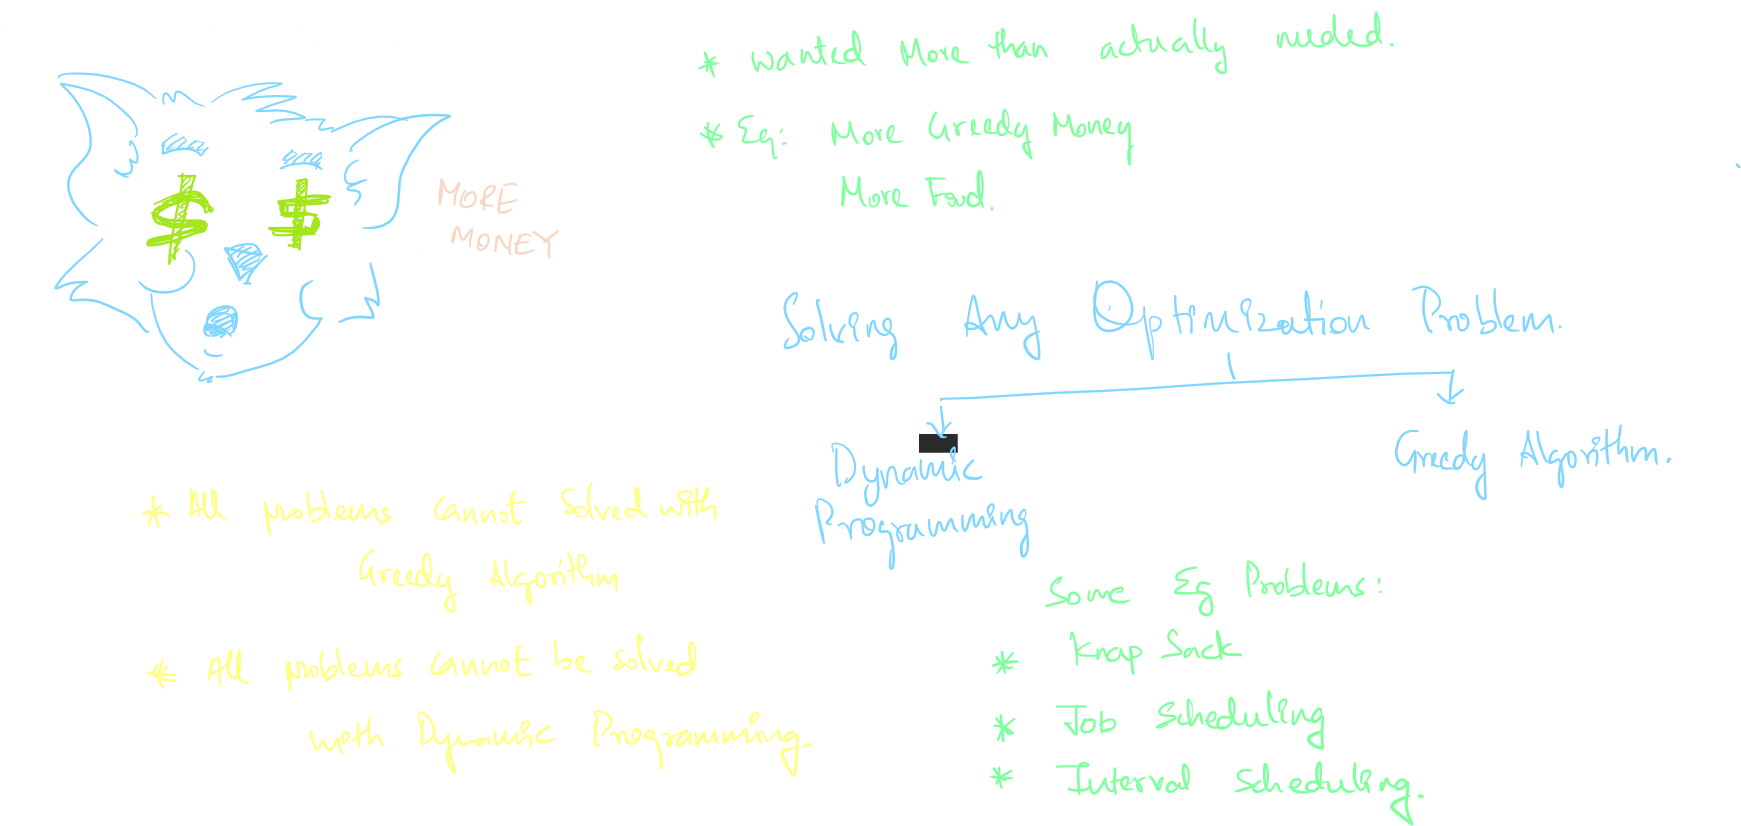 * wanted More than actually needed.
* Eg: More Greedy Money
More Food.
MORE
MONEY
Solving Any Optimization Problem.
Dynamic
Programming
Greedy Algorithm.
* All problems cannot Solved with
Greedy Algorithm
* All problems cannot be solved
with Dynamic Programming
Some Eg Problems:
* Knap Sack
* Job Scheduling
* Interval Scheduling.